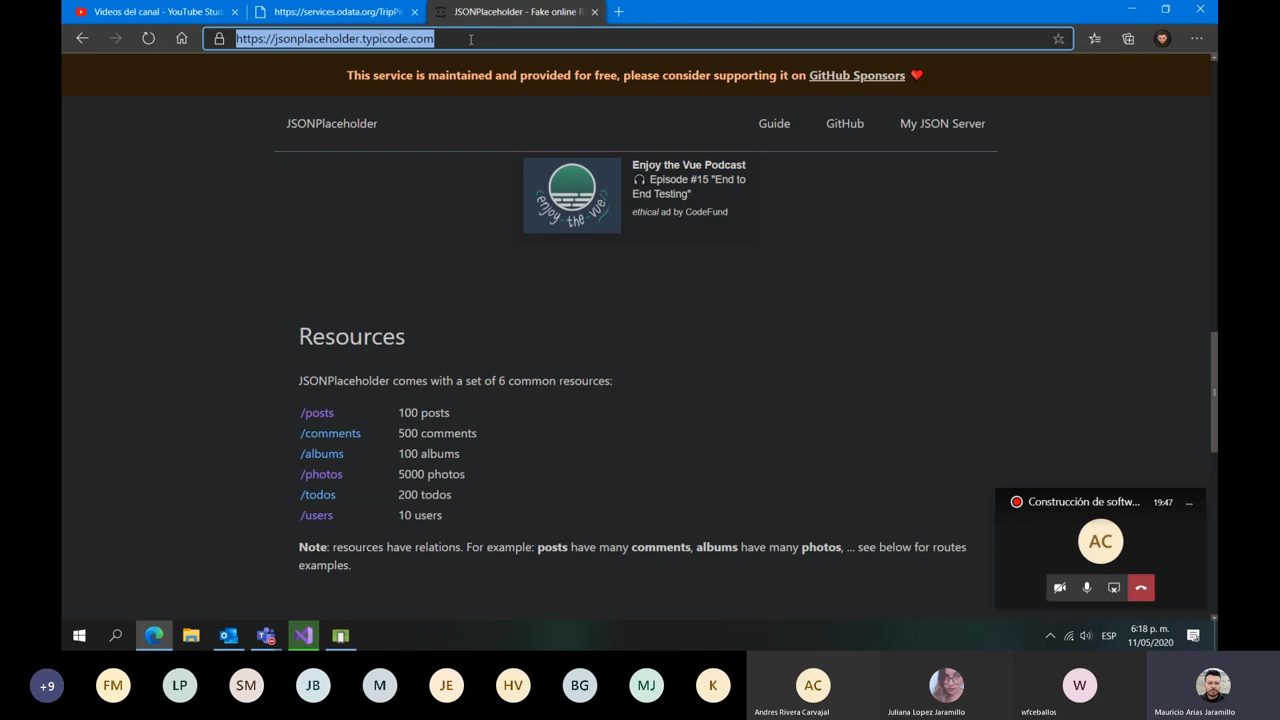 Videos del canal - YouTube Stud
https://services.odata.org/TripPi
JSONPlaceholder - Fake online R
https://jsonplaceholder.typicode.com
This service is maintained and provided for free, please consider supporting it on GitHub Sponsors
JSONPlaceholder
Guide
GitHub
My JSON Server
Enjoy the Vue Podcast
Episode #15 "End to
End Testing"
ethical ad by CodeFund
enjoy the vue
Resources
JSONPlaceholder comes with a set of 6 common resources:
/posts 100 posts
/comments 500 comments
/albums 100 albums
/photos 5000 photos
/todos 200 todos
/users 10 users
Note: resources have relations. For example: posts have many comments, albums have many photos, ... see below for routes
examples.
Construcción de softw... 19:47
AC
ESP
6:18 p. m.
11/05/2020
+9
FM
LP
SM
JB
M
JE
HV
BG
MJ
K
AC
W
Andres Rivera Carvajal
Juliana Lopez Jaramillo
wfceballos
Mauricio Arias Jaramillo